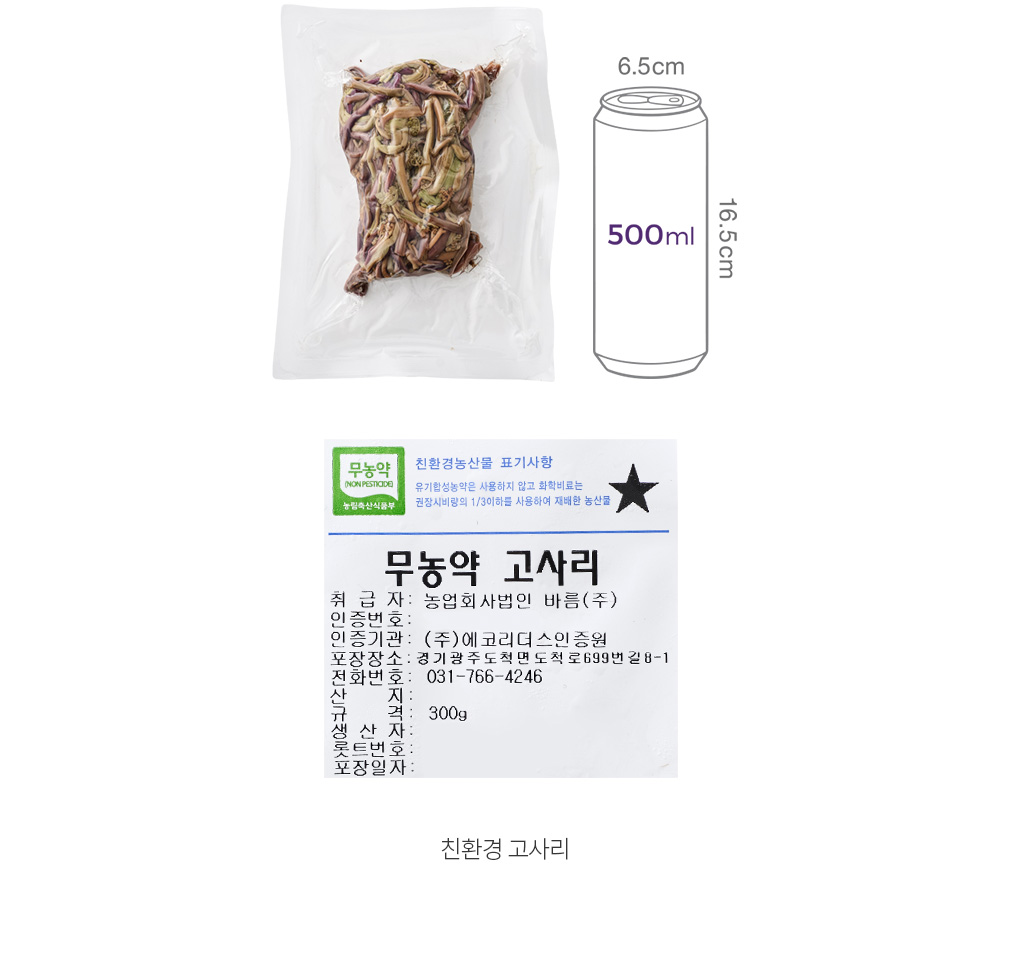 6.5cm
500ml
16.5cm
무농약
(NON PESTICIDE)
농림축산식품부
친환경농산물 표기사항
유기합성농약은 사용하지 않고 화학비료는
권장시비량의 1/3이하를 사용하여 재배한 농산물
무농약 고사리
취 급 자: 농업회사법인 바름(주)
인증번호:
인증기관: (주)에코리더스인증원
포장장소: 경기광주도척면도척로699번길8-1
전화번호: 031-766-4246
산 지:
규 격: 300g
생 산 자:
롯트번호:
포장일자:
친환경 고사리